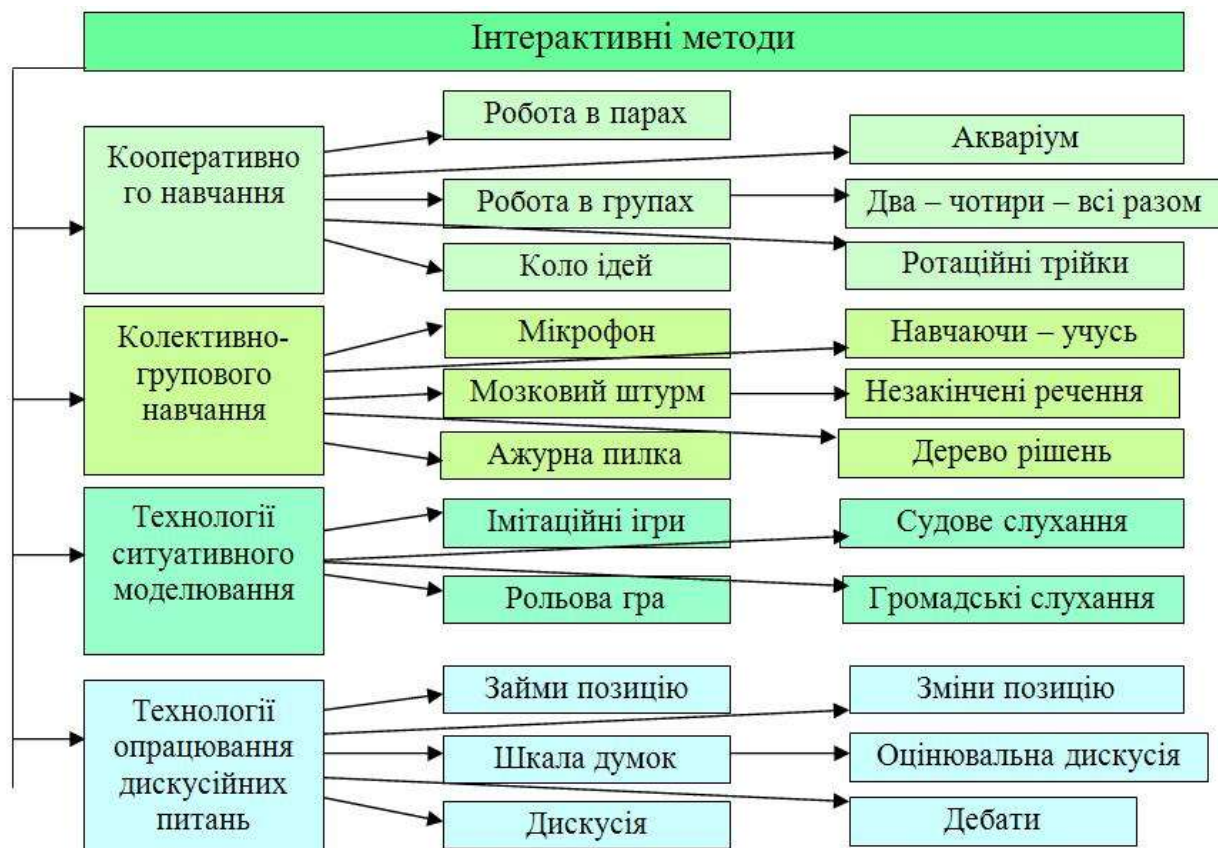 Інтерактивні методи
Кооперативно
го навчання
Робота в парах
Акваріум
Робота в групах
Два – чотири – всі разом
Коло ідей
Ротаційні трійки
Колективно-
групового
навчання
Мікрофон
Навчаючи – учусь
Мозковий штурм
Незакінчені речення
Ажурна пилка
Дерево рішень
Технології
ситуативного
моделювання
Імітаційні ігри
Судове слухання
Рольова гра
Громадські слухання
Технології
опрацювання
дискусійних
питань
Займи позицію
Зміни позицію
Шкала думок
Оцінювальна дискусія
Дискусія
Дебати